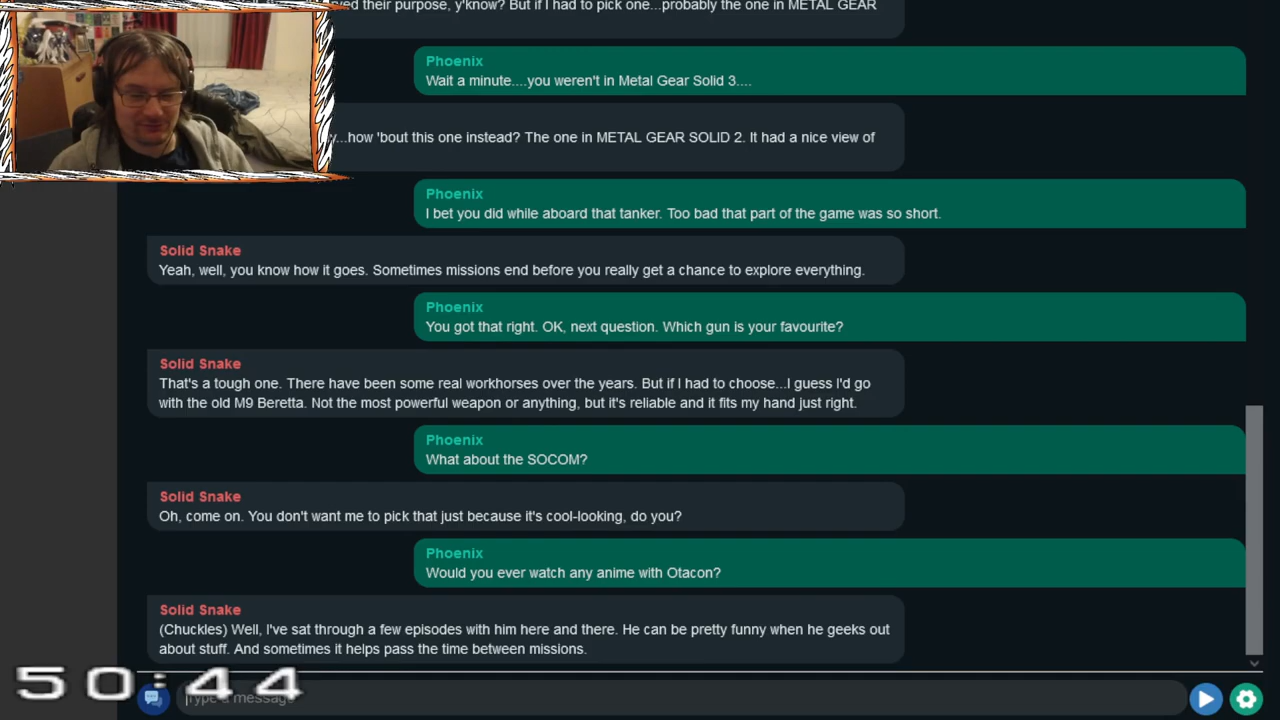 ved their purpose, y'know? But if I had to pick one...probably the one in METAL GEAR
Phoenix
Wait a minute....you weren't in Metal Gear Solid 3....
...how 'bout this one instead? The one in METAL GEAR SOLID 2. It had a nice view of
Phoenix
I bet you did while aboard that tanker. Too bad that part of the game was so short.
Solid Snake
Yeah, well, you know how it goes. Sometimes missions end before you really get a chance to explore everything.
Phoenix
You got that right. OK, next question. Which gun is your favourite?
Solid Snake
That's a tough one. There have been some real workhorses over the years. But if I had to choose...I guess I'd go
with the old M9 Beretta. Not the most powerful weapon or anything, but it's reliable and it fits my hand just right.
Phoenix
What about the SOCOM?
Solid Snake
Oh, come on. You don't want me to pick that just because it's cool-looking, do you?
Phoenix
Would you ever watch any anime with Otacon?
Solid Snake
(Chuckles) Well, I've sat through a few episodes with him here and there. He can be pretty funny when he geeks out
about stuff. And sometimes it helps pass the time between missions.
50:44
Type a message